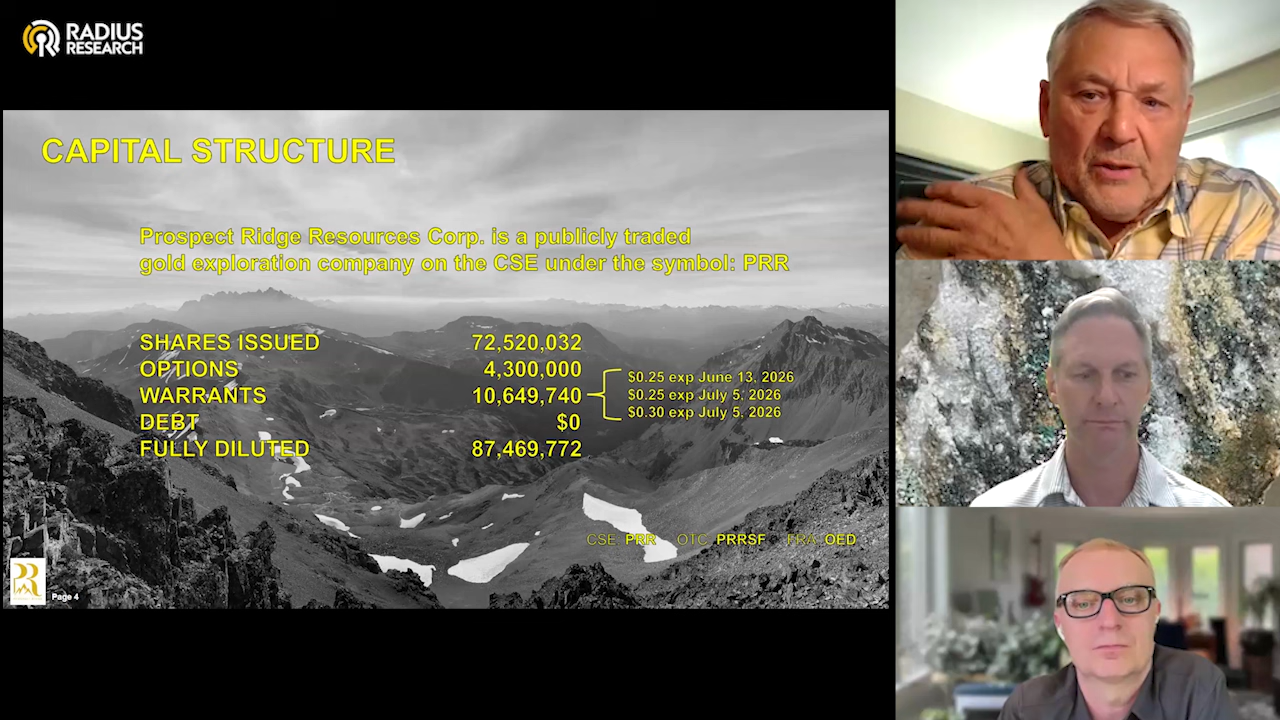 RADIUS
RESEARCH
CAPITAL STRUCTURE
Prospect Ridge Resources Corp. is a publicly traded
gold exploration company on the CSE under the symbol: PRR
SHARES ISSUED 72,520,032
OPTIONS 4,300,000
WARRANTS 10,649,740
$0.25 exp June 13, 2026
$0.25 exp July 5, 2026
$0.30 exp July 5, 2026
DEBT $0
FULLY DILUTED 87,469,772
CSE PRR OTC PRRSF FRA OED
Page 4